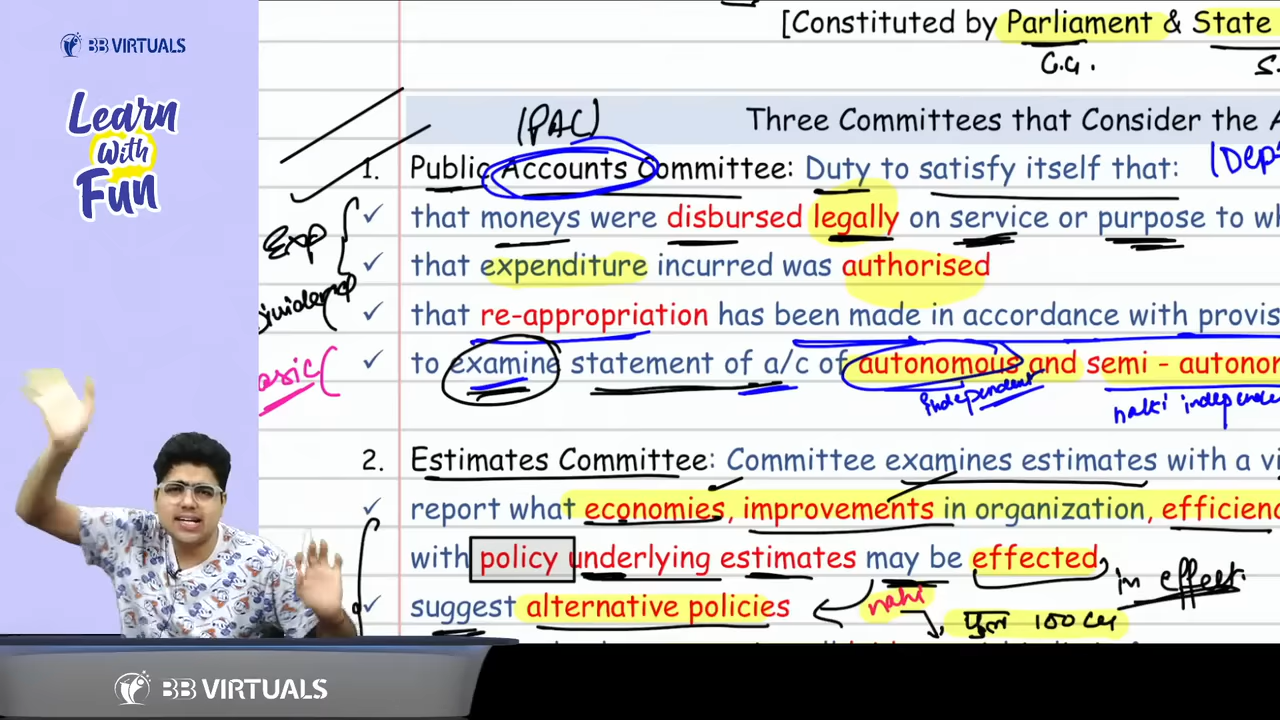 BB VIRTUALS
Learn
With
Fun
[Constituted by Parliament & State
C.G.
S.
(PAC)
Three Committees that Consider the A
1. Public Accounts Committee: Duty to satisfy itself that:
✓ that moneys were disbursed legally on service or purpose to wh
Exp
✓ that expenditure incurred was authorised
✓ that re-appropriation has been made in accordance with provis
✓ to examine statement of a/c of autonomous and semi - autonom
independent
2. Estimates Committee: Committee examines estimates with a vi
✓ report what economies, improvements in organization, efficienc
with policy underlying estimates may be effected
in effect
✓ suggest alternative policies
BB VIRTUALS